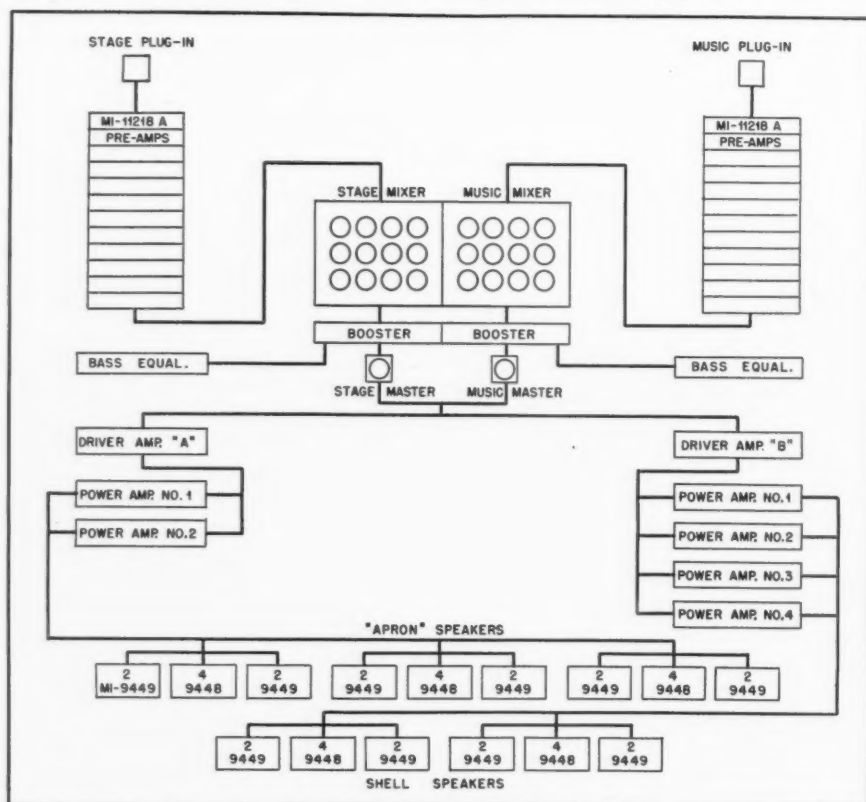 STAGE PLUG-IN
MUSIC PLUG-IN
MI-11218 A
PRE-AMPS
MI-11218 A
PRE-AMPS
STAGE MIXER
MUSIC MIXER
BOOSTER
BOOSTER
BASS EQUAL.
BASS EQUAL.
STAGE MASTER
MUSIC MASTER
DRIVER AMP. "A"
DRIVER AMP. "B"
POWER AMP. NO. 1
POWER AMP. NO. 2
POWER AMP. NO. 1
POWER AMP. NO. 2
POWER AMP. NO. 3
POWER AMP. NO. 4
"APRON" SPEAKERS
2
MI-9449
4
9448
2
9449
2
9449
4
9448
2
9449
2
9449
4
9448
2
9449
2
9449
4
9448
2
9449
2
9449
4
9448
2
9449
SHELL SPEAKERS